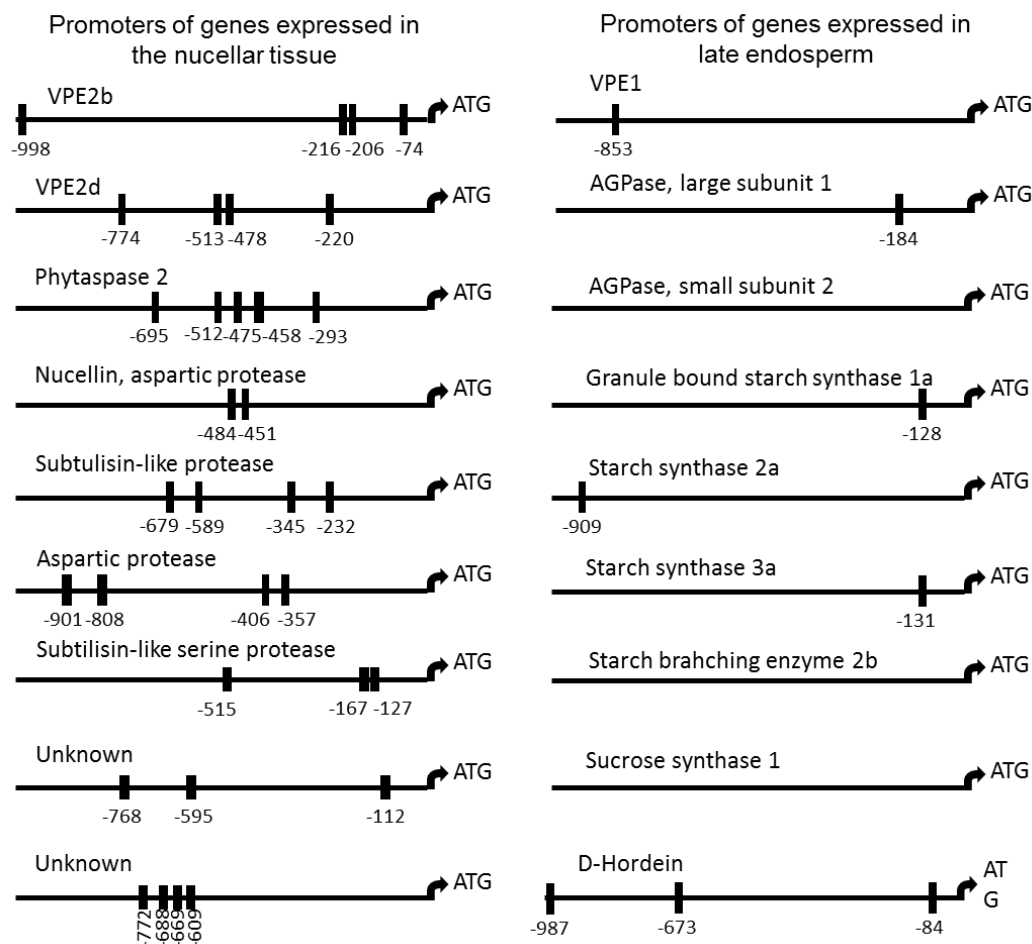 Promoters of genes expressed in
the nucellar tissue
VPE2b
ATG
-998
-216
-206
-74
VPE2d
ATG
-774
-513
-478
-220
Phytaspase 2
ATG
-695
-512
-475
-458
-293
Nucellin, aspartic protease
ATG
-484
-451
Subtulisin-like protease
ATG
-679
-589
-345
-232
Aspartic protease
ATG
-901
-808
-406
-357
Subtilisin-like serine protease
ATG
-515
-167
-127
Unknown
ATG
-768
-595
-112
Unknown
ATG
-772
-688
-669
-609
Promoters of genes expressed in
late endosperm
VPE1
ATG
-853
AGPase, large subunit 1
ATG
-184
AGPase, small subunit 2
ATG
Granule bound starch synthase 1a
ATG
-128
Starch synthase 2a
ATG
-909
Starch synthase 3a
ATG
-131
Starch brahching enzyme 2b
ATG
Sucrose synthase 1
ATG
D-Hordein
AT
G
-987
-673
-84